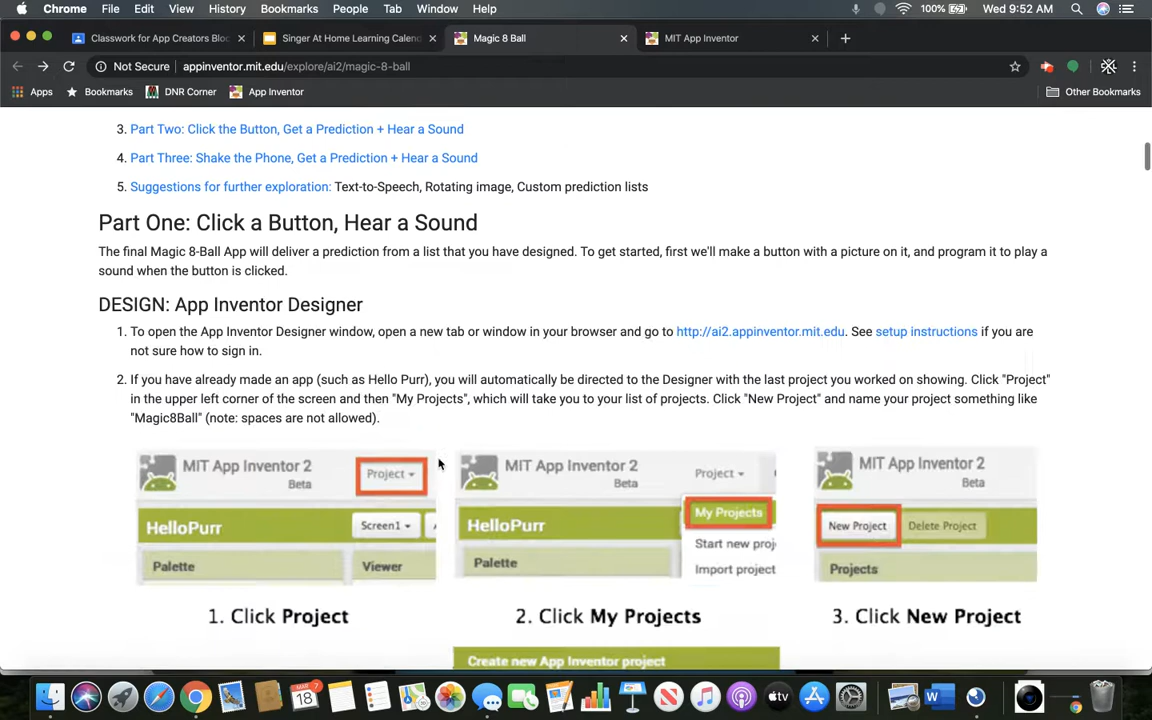 Chrome File Edit View History Bookmarks People Tab Window Help 100% Wed 9:52 AM
Classwork for App Creators Bloc Singer At Home Learning Calend Magic 8 Ball MIT App Inventor
Not Secure appinventor.mit.edu/explore/ai2/magic-8-ball
Apps Bookmarks DNR Corner App Inventor Other Bookmarks
3. Part Two: Click the Button, Get a Prediction + Hear a Sound
4. Part Three: Shake the Phone, Get a Prediction + Hear a Sound
5. Suggestions for further exploration: Text-to-Speech, Rotating image, Custom prediction lists
Part One: Click a Button, Hear a Sound
The final Magic 8-Ball App will deliver a prediction from a list that you have designed. To get started, first we'll make a button with a picture on it, and program it to play a
sound when the button is clicked.
DESIGN: App Inventor Designer
1. To open the App Inventor Designer window, open a new tab or window in your browser and go to http://ai2.appinventor.mit.edu. See setup instructions if you are
not sure how to sign in.
2. If you have already made an app (such as Hello Purr), you will automatically be directed to the Designer with the last project you worked on showing. Click "Project"
in the upper left corner of the screen and then "My Projects", which will take you to your list of projects. Click "New Project" and name your project something like
"Magic8Ball" (note: spaces are not allowed).
MIT App Inventor 2 Project MIT App Inventor 2 Project MIT App Inventor 2
Beta Beta Beta
HelloPurr Screen1 HelloPurr My Projects New Project Delete Project
Start new proj
Palette Viewer Palette Import project Projects
1. Click Project 2. Click My Projects 3. Click New Project
Create new App Inventor project
MAR
18
7
tv